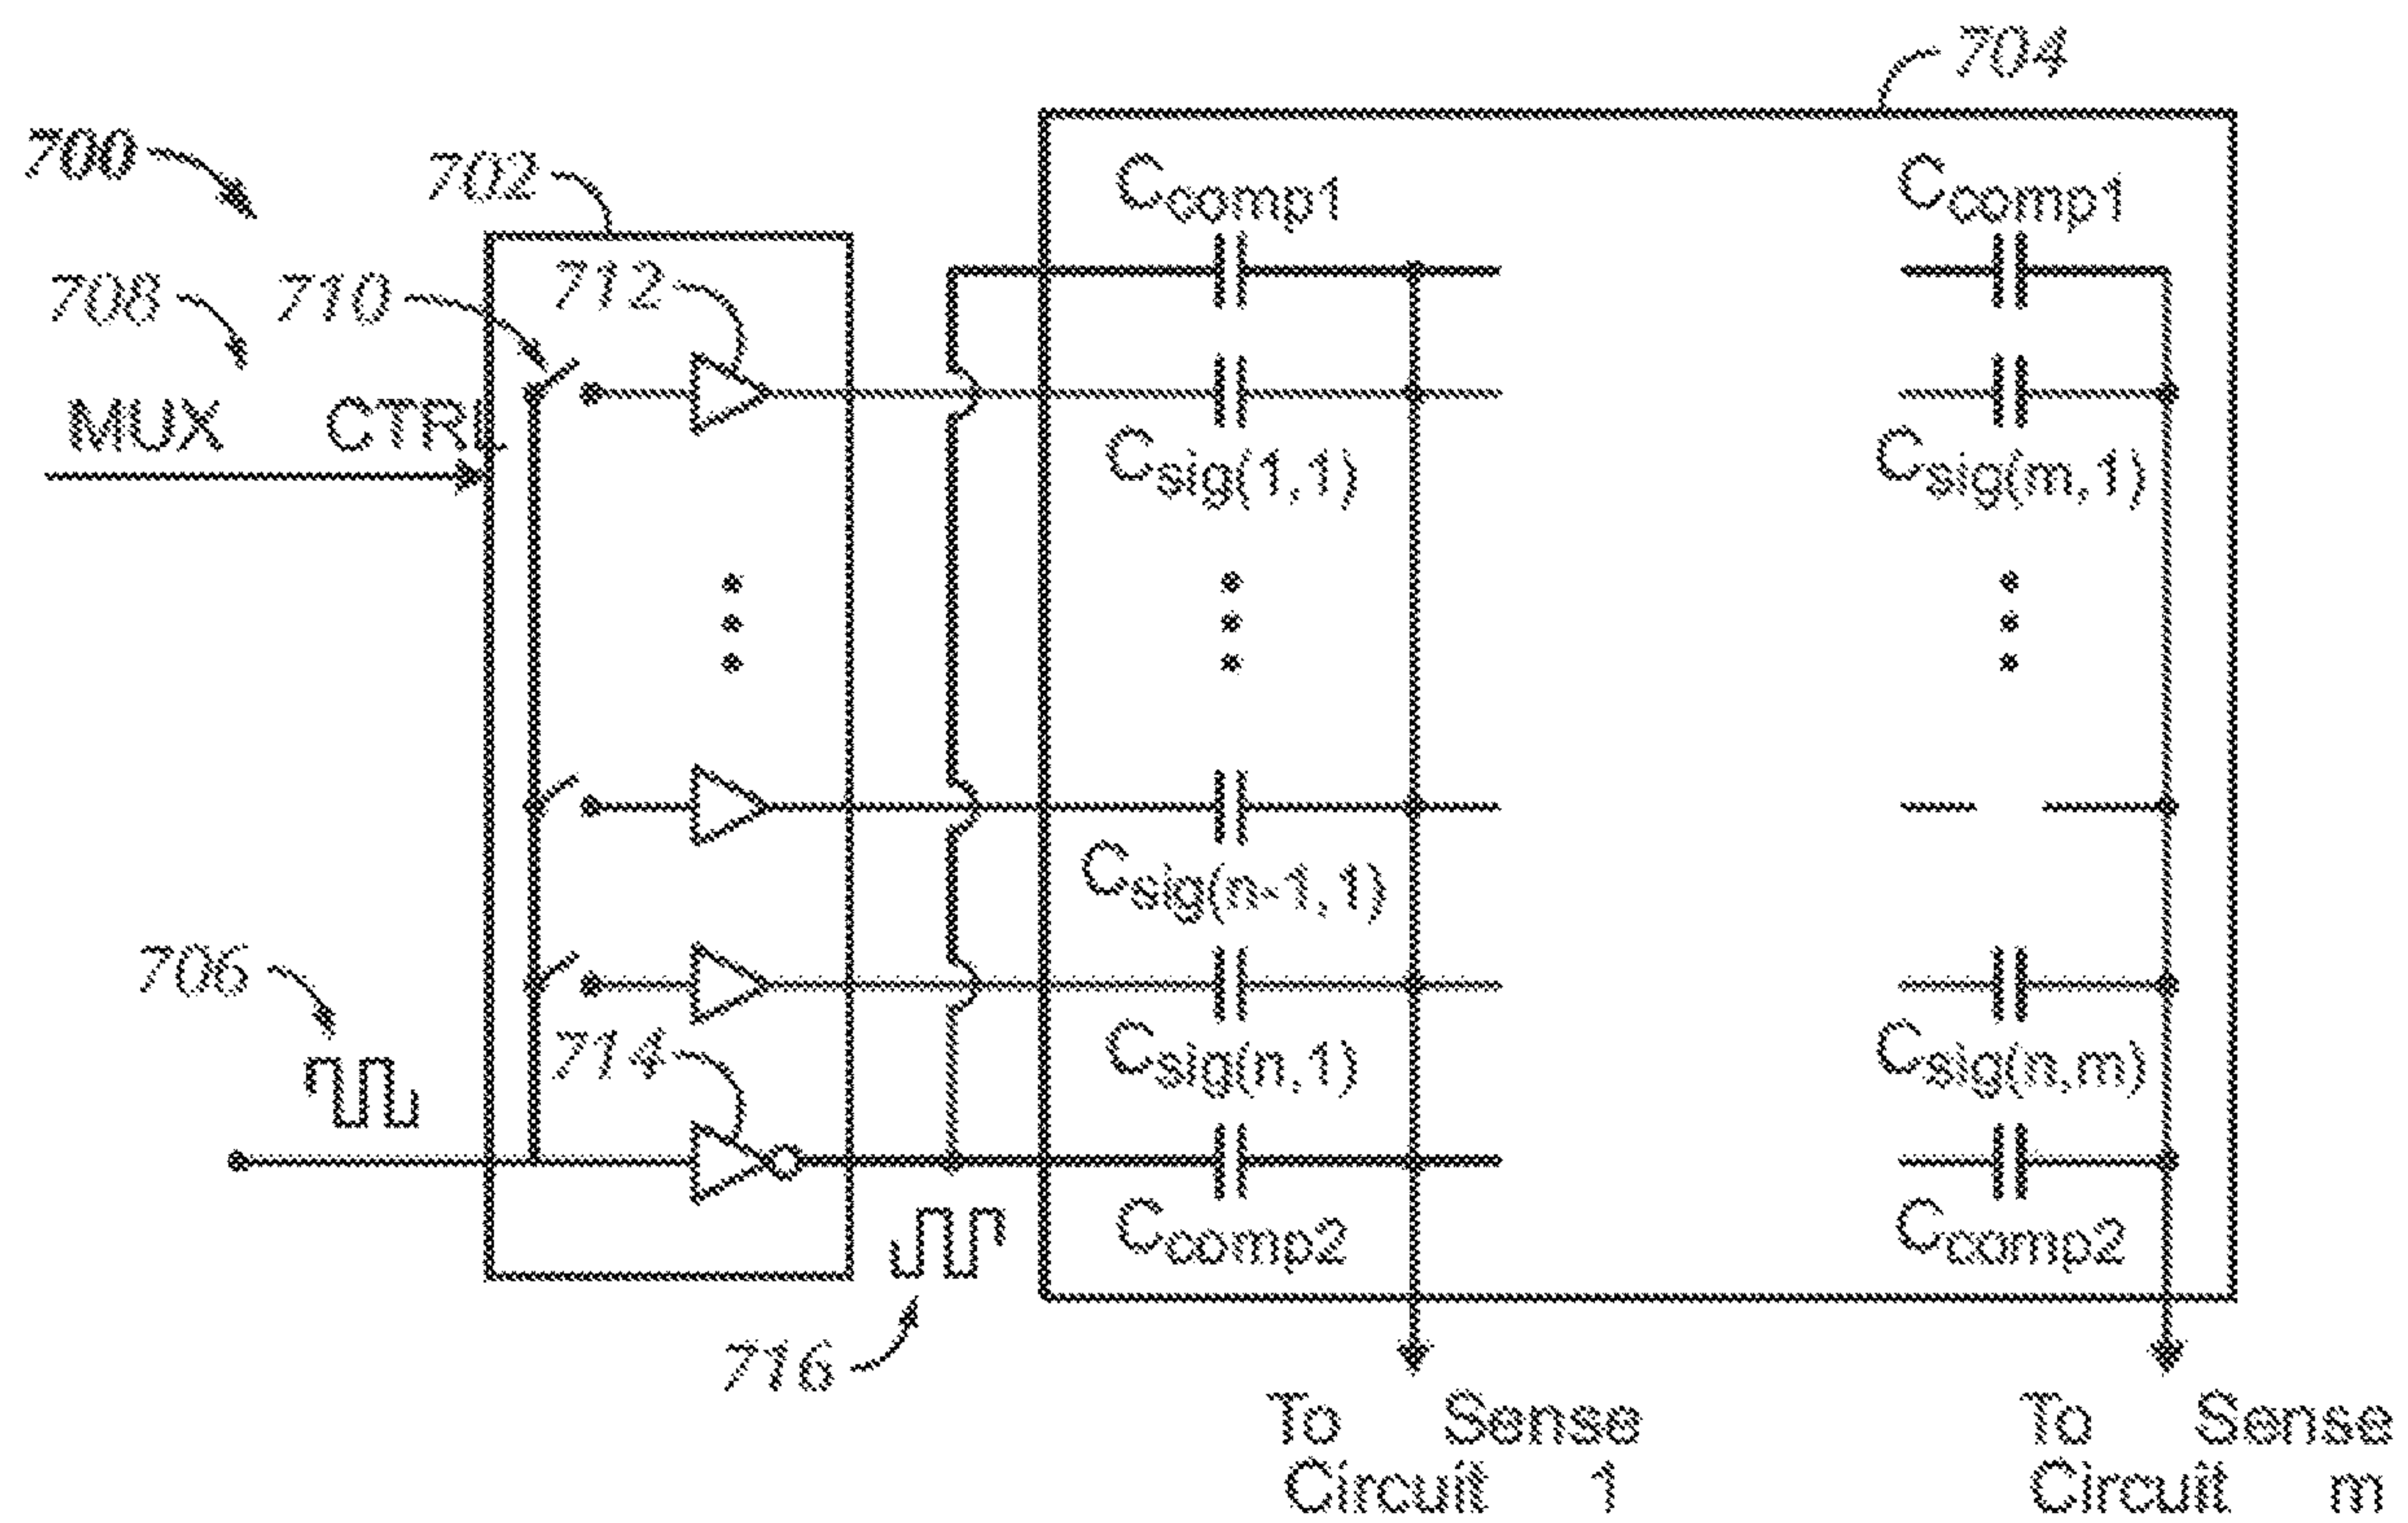 704
700
702
Ccomp1 Ccomp1
708 710 712
MUX CTRL
Csig(1,1) Csig(m,1)
Csig(n-1,1)
706
714
Csig(n,1) Csig(n,m)
Ccomp2 Ccomp2
716
To Sense To Sense
Circuit 1 Circuit m